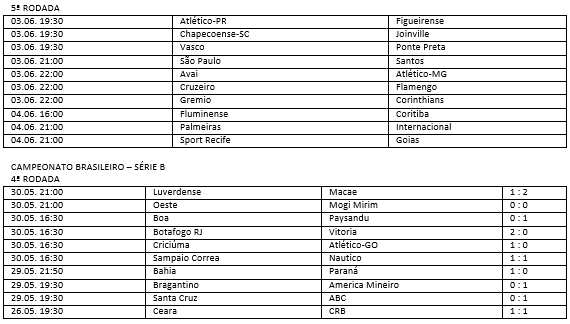 5ª RODADA
03.06. 19:30 Atlético-PR Figueirense
03.06. 19:30 Chapecoense-SC Joinville
03.06. 19:30 Vasco Ponte Preta
03.06. 21:00 São Paulo Santos
03.06. 22:00 Avai Atlético-MG
03.06. 22:00 Cruzeiro Flamengo
03.06. 22:00 Gremio Corinthians
04.06. 16:00 Fluminense Coritiba
04.06. 21:00 Palmeiras Internacional
04.06. 21:00 Sport Recife Goias
CAMPEONATO BRASILEIRO – SÉRIE B
4ª RODADA
30.05. 21:00 Luverdense Macae 1 : 2
30.05. 21:00 Oeste Mogi Mirim 0 : 0
30.05. 16:30 Boa Paysandu 0 : 1
30.05. 16:30 Botafogo RJ Vitoria 2 : 0
30.05. 16:30 Criciúma Atlético-GO 1 : 0
30.05. 16:30 Sampaio Correa Nautico 1 : 1
29.05. 21:50 Bahia Paraná 1 : 0
29.05. 19:30 Bragantino America Mineiro 0 : 1
29.05. 19:30 Santa Cruz ABC 0 : 1
26.05. 19:30 Ceara CRB 1 : 1